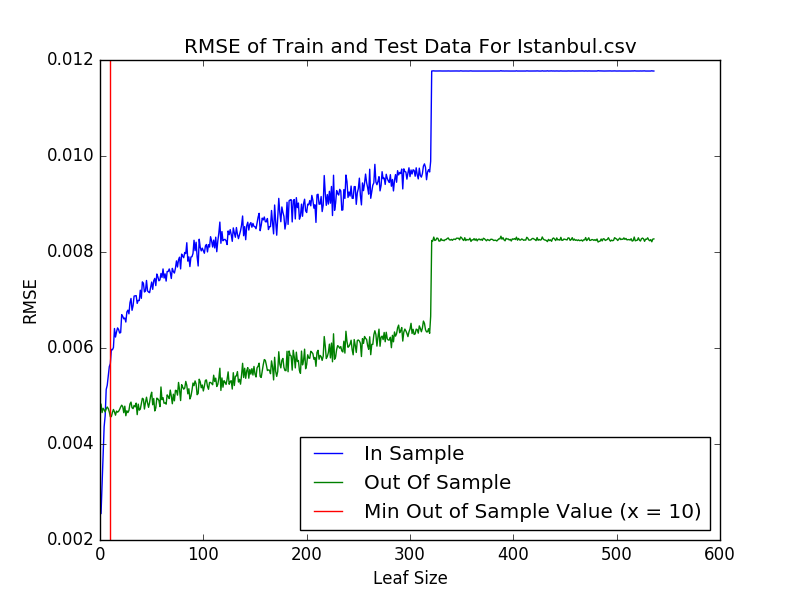 RMSE of Train and Test Data For Istanbul.csv
0.012
0.010
0.008
0.006
0.004
0.002
RMSE
In Sample
Out Of Sample
Min Out of Sample Value (x = 10)
0 100 200 300 400 500 600
Leaf Size